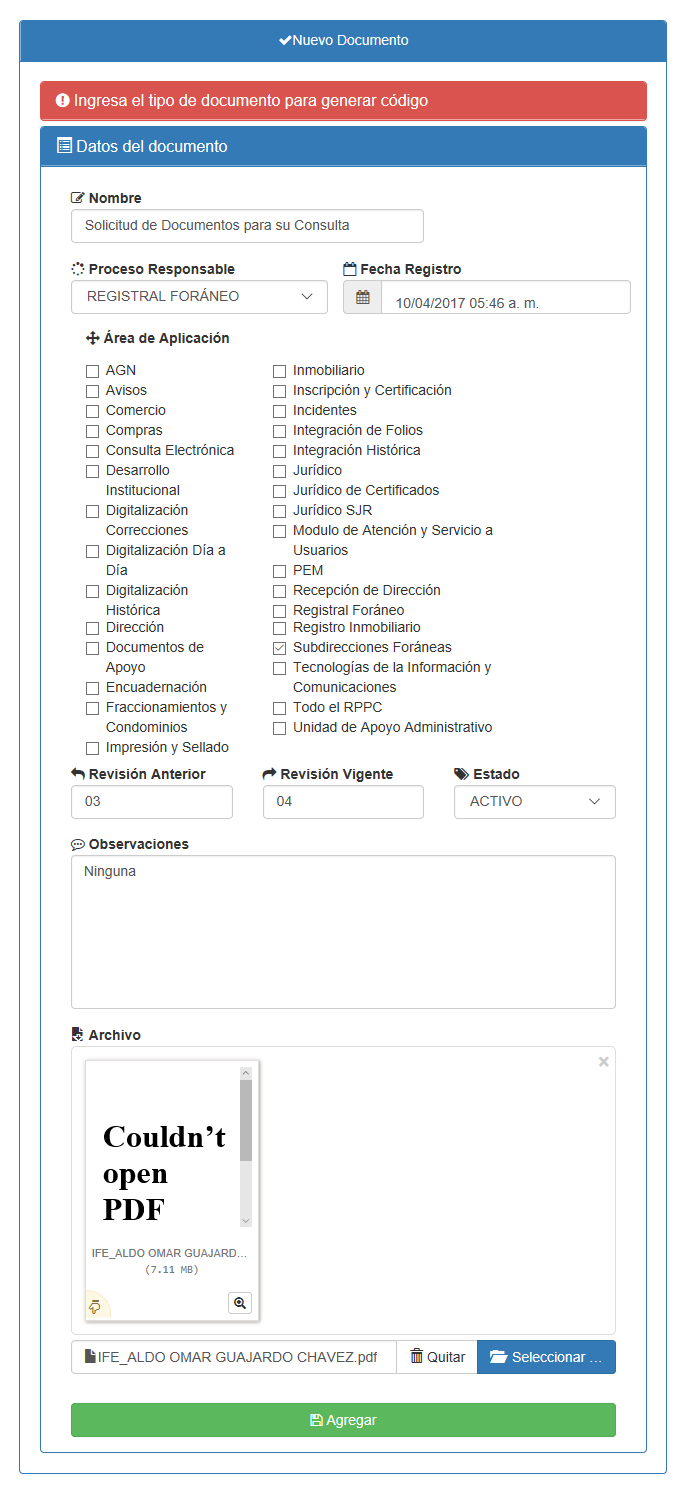 Nuevo Documento
Ingresa el tipo de documento para generar código
Datos del documento
Nombre
Solicitud de Documentos para su Consulta
Proceso Responsable
Fecha Registro
REGISTRAL FORÁNEO
10/04/2017 05:46 a. m.
Área de Aplicación
AGN
Avisos
Comercio
Compras
Consulta Electrónica
Desarrollo
Institucional
Digitalización
Correcciones
Digitalización Día a
Día
Digitalización
Histórica
Dirección
Documentos de
Apoyo
Encuadernación
Fraccionamientos y
Condominios
Impresión y Sellado
Inmobiliario
Inscripción y Certificación
Incidentes
Integración de Folios
Integración Histórica
Jurídico
Jurídico de Certificados
Jurídico SJR
Modulo de Atención y Servicio a
Usuarios
PEM
Recepción de Dirección
Registral Foráneo
Registro Inmobiliario
Subdirecciones Foráneas
Tecnologías de la Información y
Comunicaciones
Todo el RPPC
Unidad de Apoyo Administrativo
Revisión Anterior
Revisión Vigente
Estado
03
04
ACTIVO
Observaciones
Ninguna
Archivo
Couldn't
open
PDF
IFE_ALDO OMAR GUAJARD...
(7.11 MB)
IFE_ALDO OMAR GUAJARDO CHAVEZ.pdf
Quitar
Seleccionar ...
Agregar